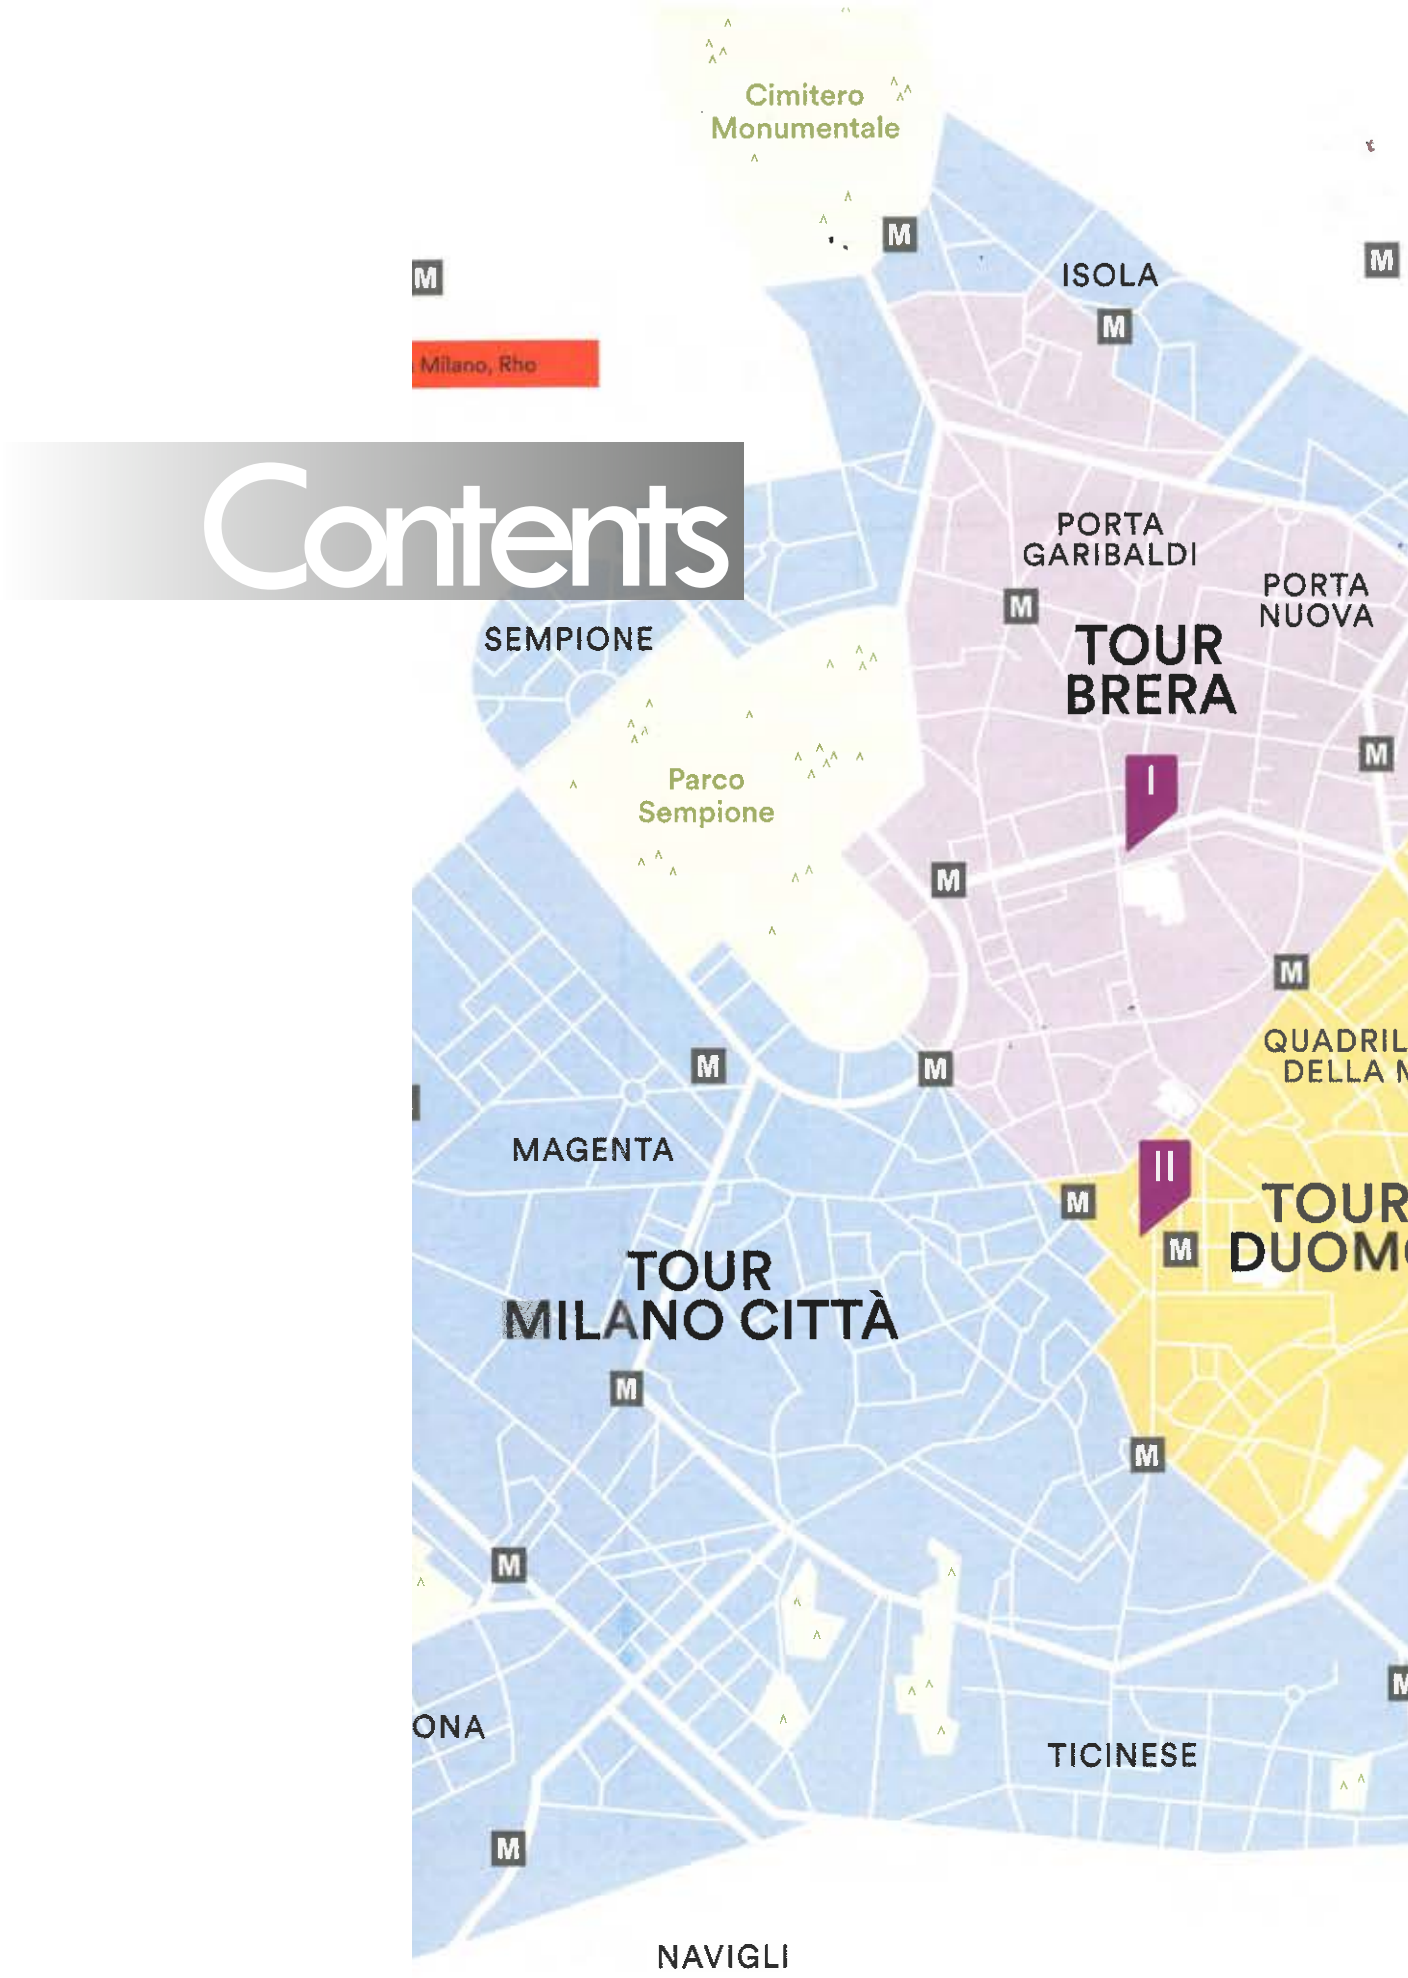 Cimitero
Monumentale
M
M
M
ISOLA
M
Milano, Rho
Contents
PORTA
GARIBALDI
PORTA
NUOVA
M
SEMPIONE
TOUR
BRERA
M
I
Parco
Sempione
M
M
QUADRIL
DELLA
M
M
MAGENTA
II
M
TOUR
DUOMO
M
TOUR
MILANO CITTÀ
M
M
M
M
ONA
TICINESE
M
NAVIGLI